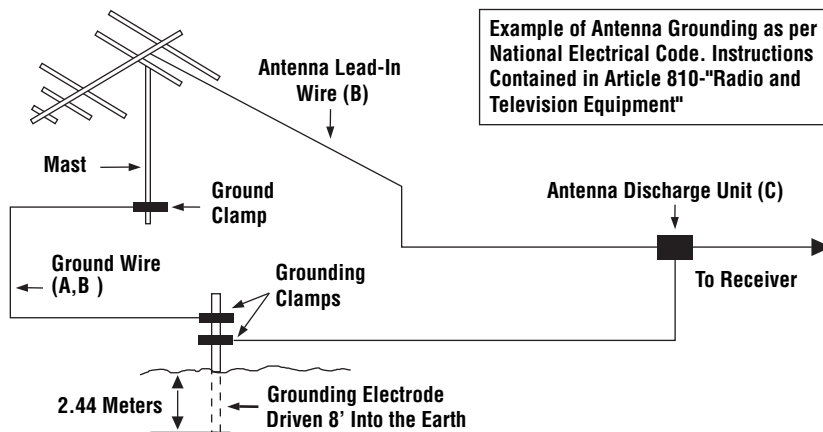 Example of Antenna Grounding as per
National Electrical Code. Instructions
Contained in Article 810-"Radio and
Television Equipment"
Antenna Lead-In
Wire (B)
Mast
Ground
Clamp
Antenna Discharge Unit (C)
Ground Wire
(A,B )
Grounding
Clamps
To Receiver
2.44 Meters
Grounding Electrode
Driven 8' Into the Earth